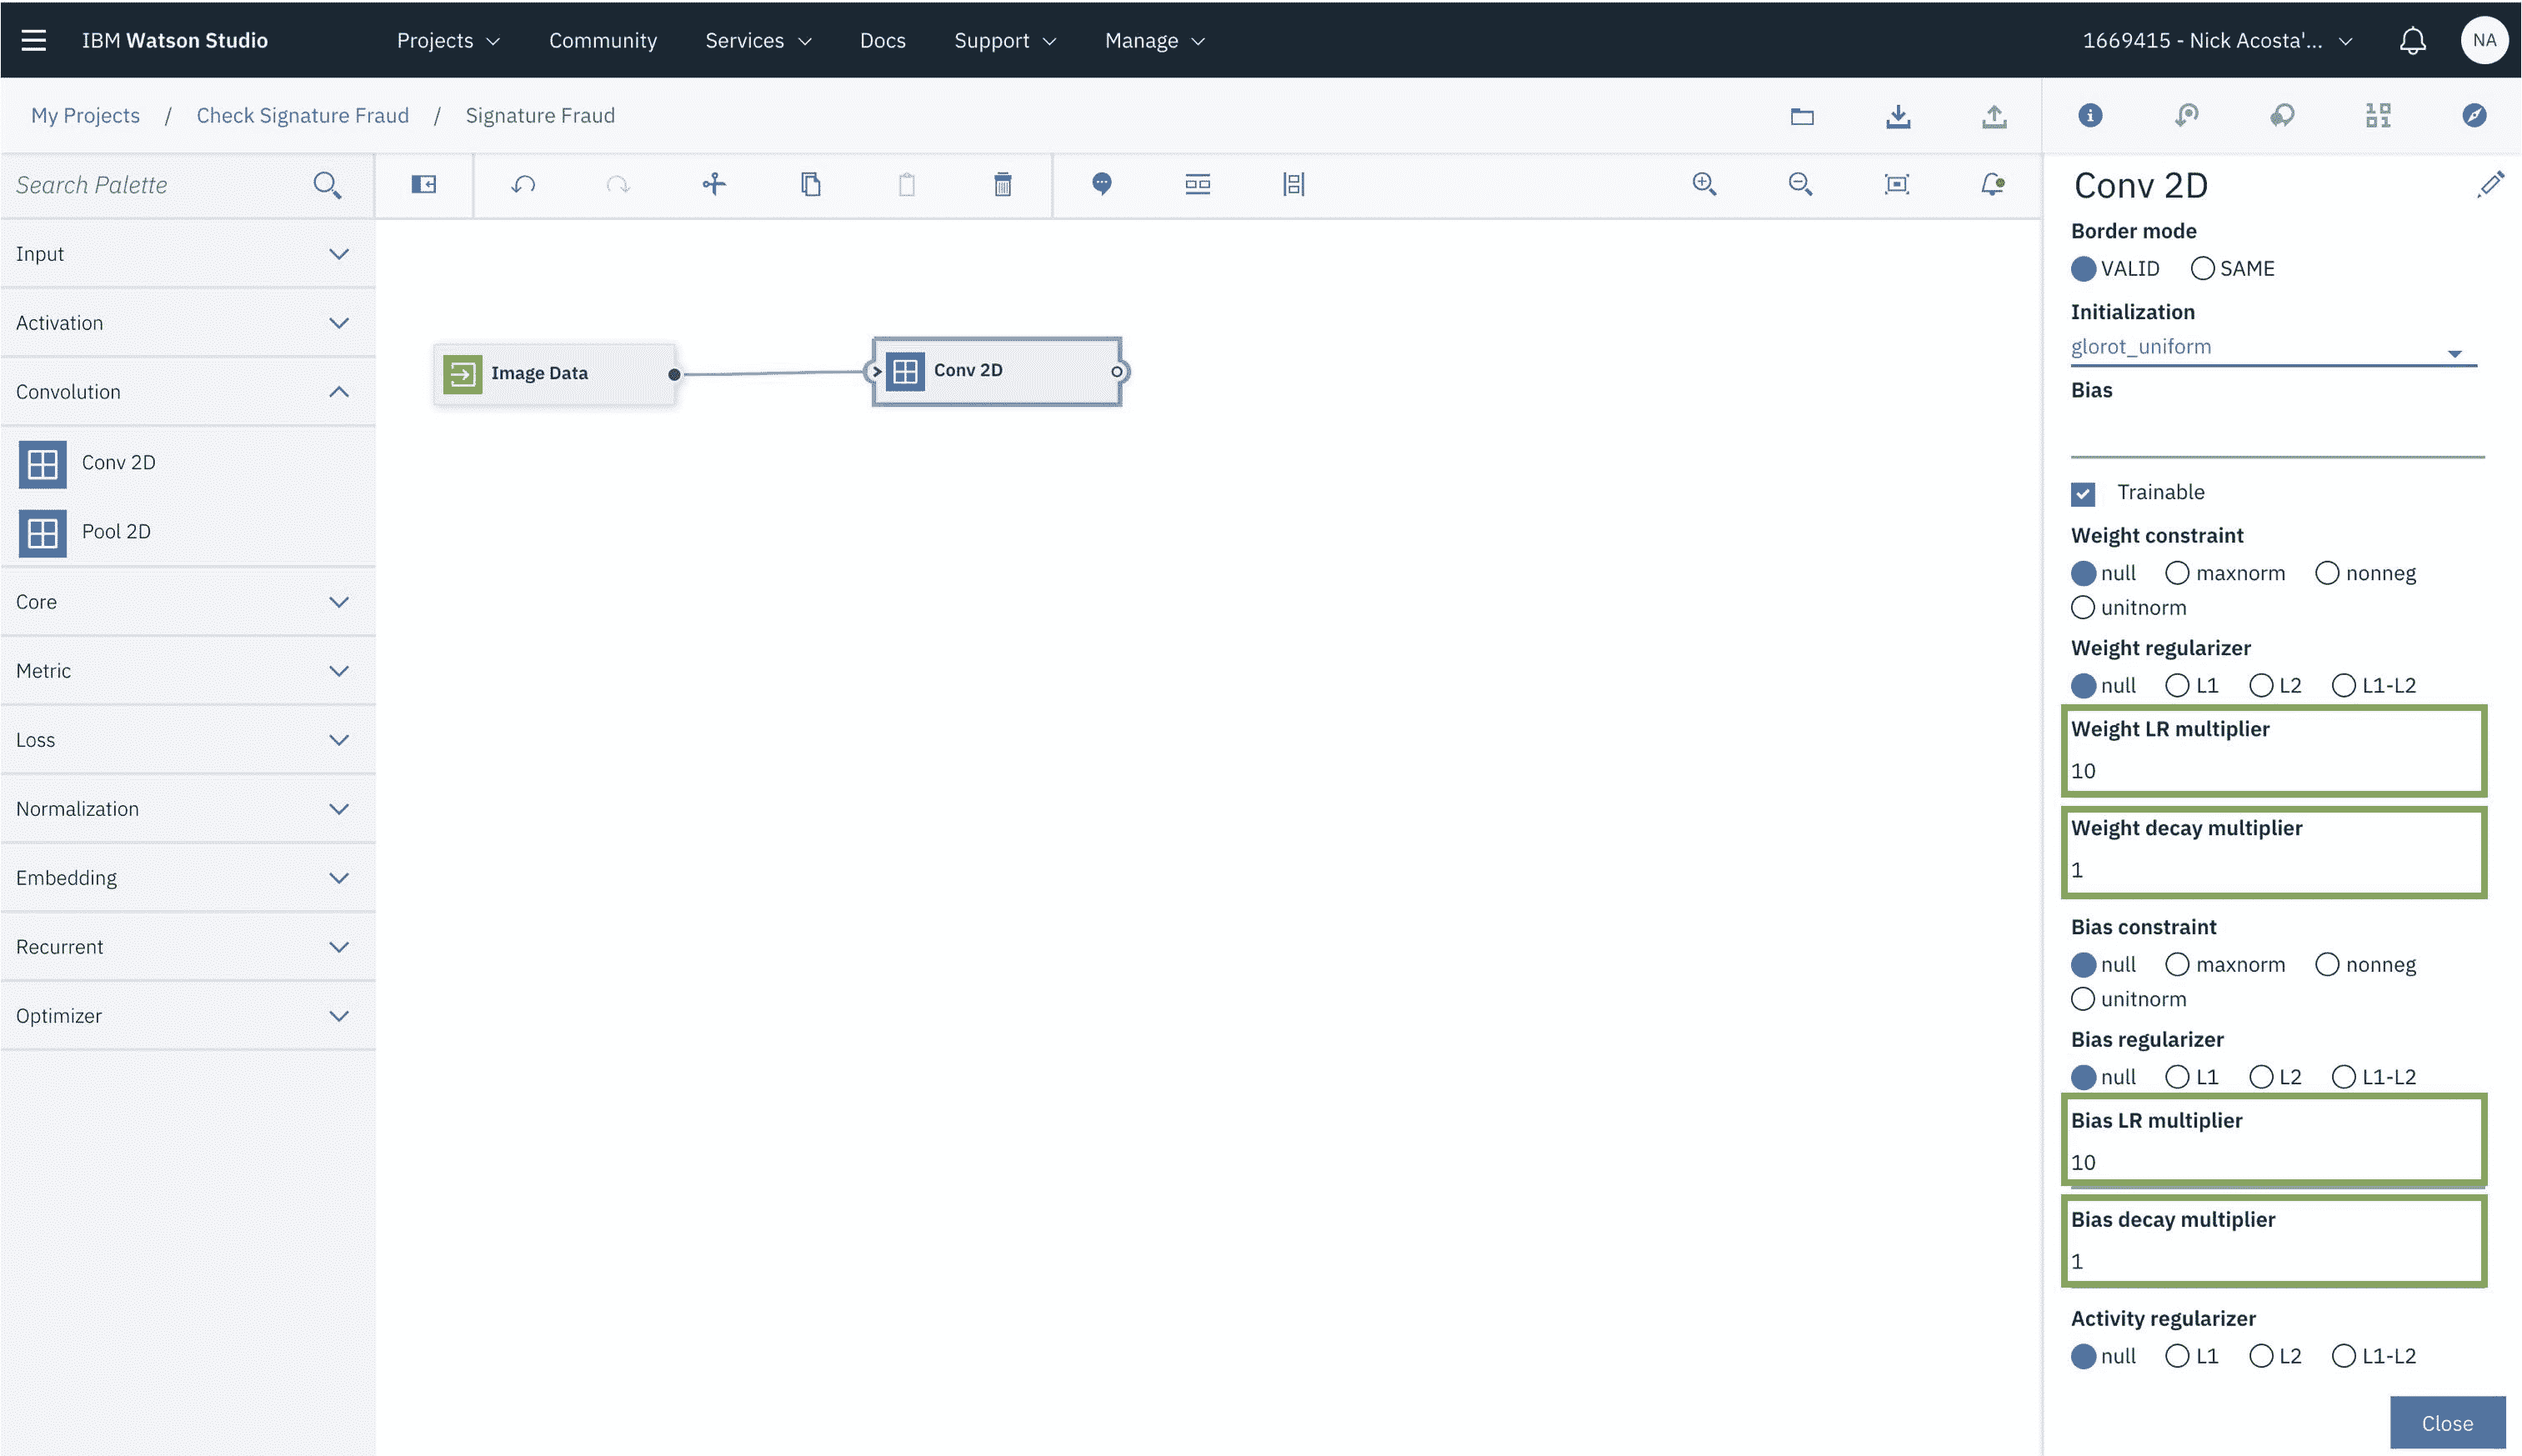 IBM Watson Studio Projects Community Services Docs Support Manage 1669415 - Nick Acosta'... NA
My Projects / Check Signature Fraud / Signature Fraud
Search Palette
Input
Activation
Convolution
Conv 2D
Pool 2D
Core
Metric
Loss
Normalization
Embedding
Recurrent
Optimizer
Image Data
Conv 2D
Conv 2D
Border mode
VALID SAME
Initialization
glorot_uniform
Bias
Trainable
Weight constraint
null maxnorm nonneg
unitnorm
Weight regularizer
null L1 L2 L1-L2
Weight LR multiplier
10
Weight decay multiplier
1
Bias constraint
null maxnorm nonneg
unitnorm
Bias regularizer
null L1 L2 L1-L2
Bias LR multiplier
10
Bias decay multiplier
1
Activity regularizer
null L1 L2 L1-L2
Close